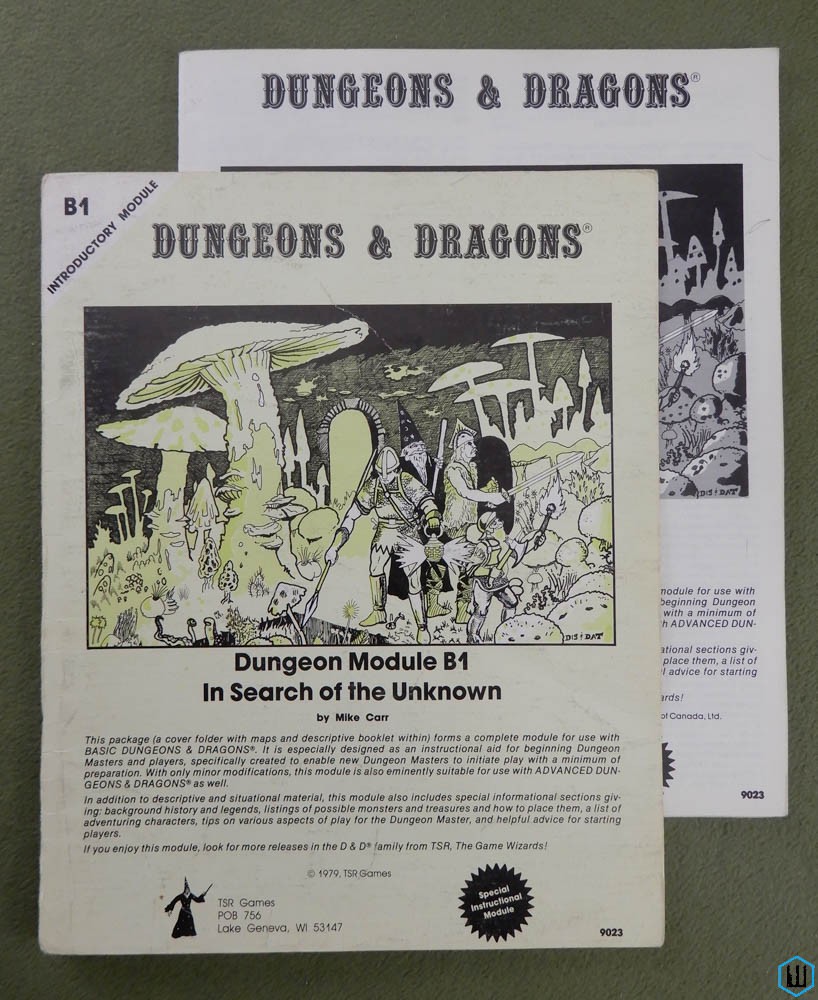 DUNGEONS & DRAGONS®
B1
INTRODUCTORY MODULE
DUNGEONS & DRAGONS®
DIS & DAT
Dungeon Module B1
In Search of the Unknown
by Mike Carr
This package (a cover folder with maps and descriptive booklet within) forms a complete module for use with
BASIC DUNGEONS & DRAGONS®. It is especially designed as an instructional aid for beginning Dungeon
Masters and players, specifically created to enable new Dungeon Masters to initiate play with a minimum of
preparation. With only minor modifications, this module is also eminently suitable for use with ADVANCED DUN-
GEONS & DRAGONS® as well.
In addition to descriptive and situational material, this module also includes special informational sections giv-
ing: background history and legends, listings of possible monsters and treasures and how to place them, a list of
adventuring characters, tips on various aspects of play for the Dungeon Master, and helpful advice for starting
players.
If you enjoy this module, look for more releases in the D & D® family from TSR, The Game Wizards!
© 1979, TSR Games
TSR Games
POB 756
Lake Geneva, WI 53147
Special
Instructional
Module
9023
DIS & DAT
module for use with
beginning Dungeon
with a minimum of
ADVANCED DUN-
ational sections giv-
place them, a list of
advice for starting
ards!
of Canada, Ltd.
9023